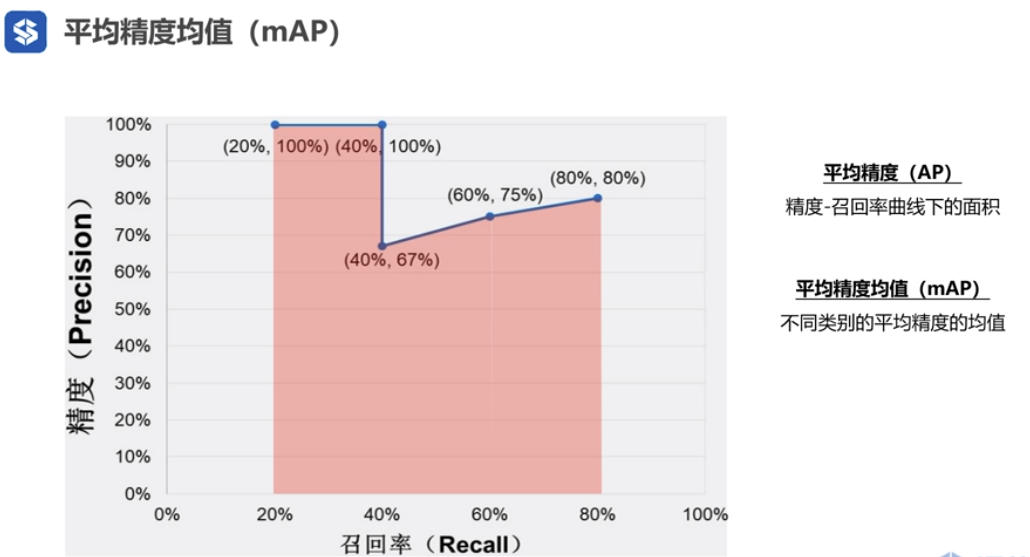 平均精度均值（mAP）
100%
90%
80%
70%
60%
50%
40%
30%
20%
10%
0%
精度（Precision）
(20%, 100%) (40%, 100%)
(40%, 67%)
(60%, 75%)
(80%, 80%)
0% 20% 40% 60% 80% 100%
召回率（Recall）
平均精度（AP）
精度-召回率曲线下的面积
平均精度均值（mAP）
不同类别的平均精度的均值